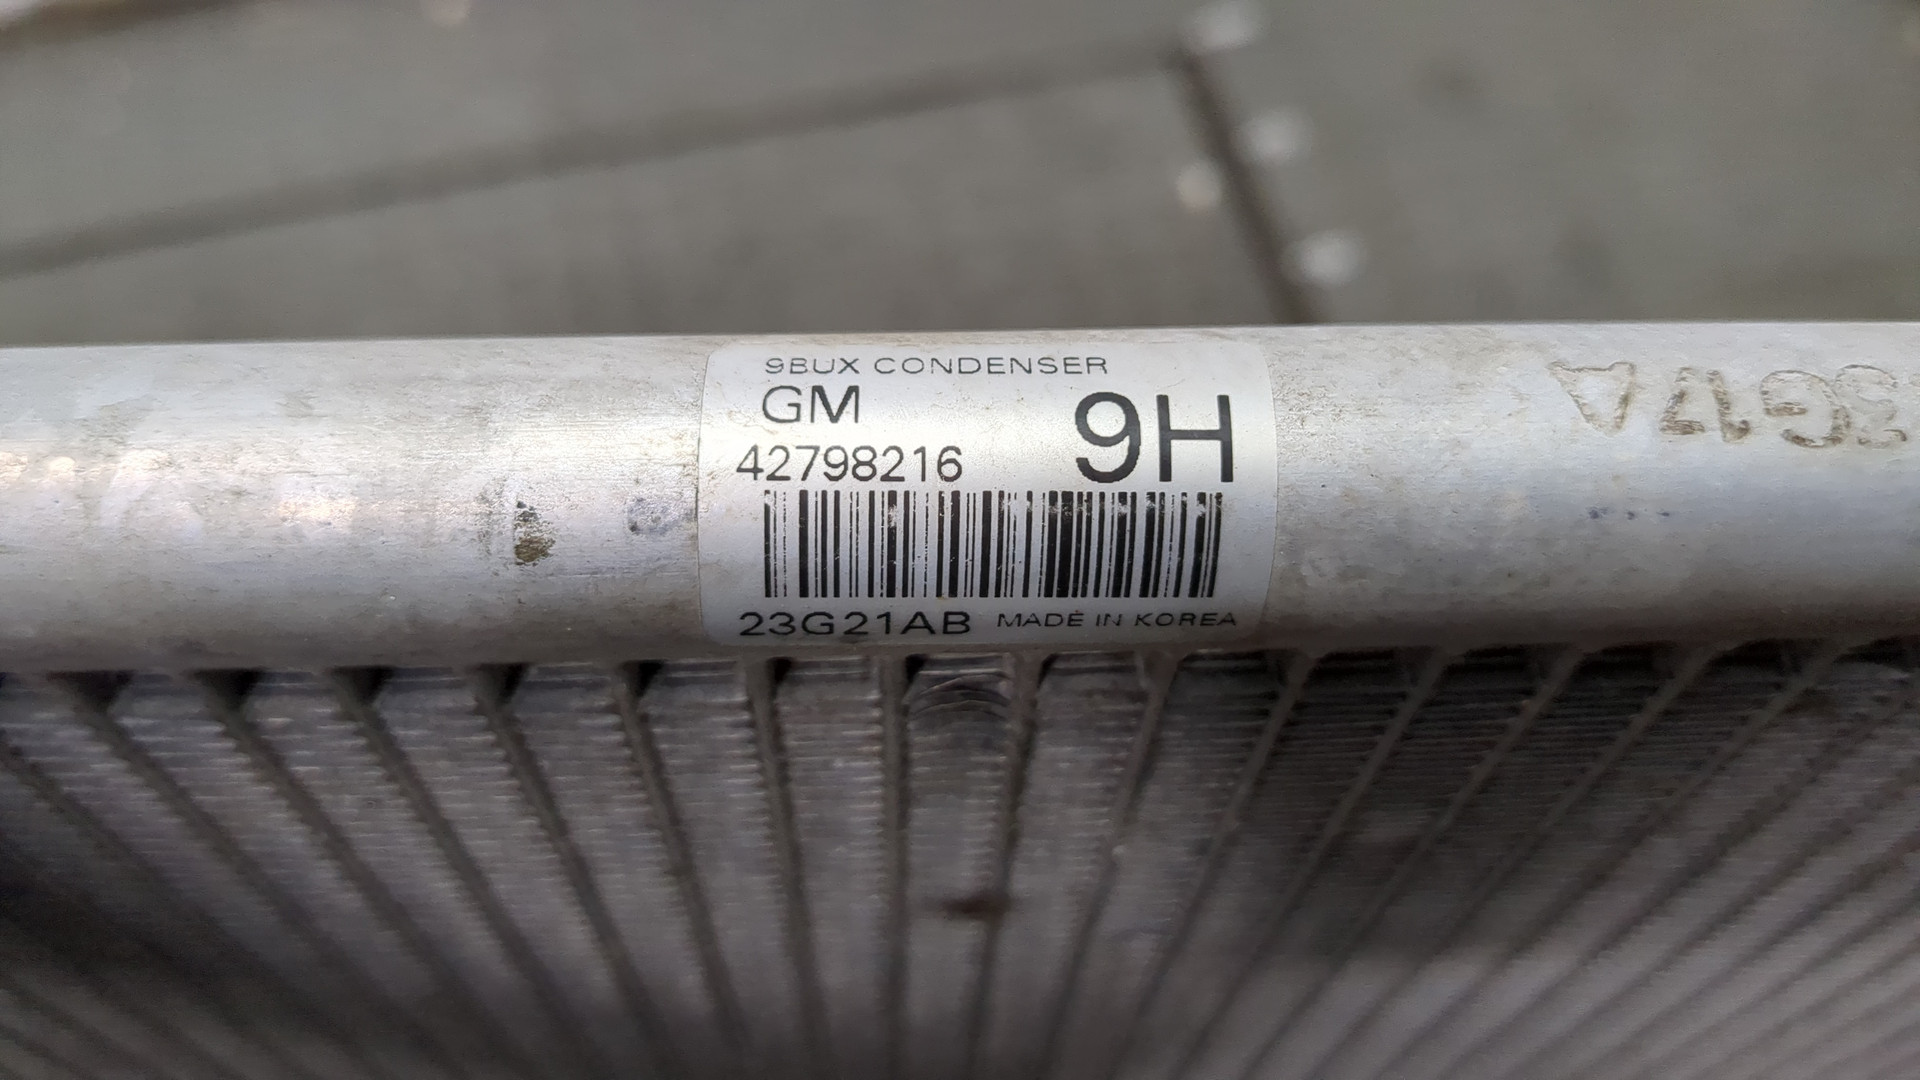 9BUX CONDENSER
GM
9H
42798216
23G21AB MADE IN KOREA